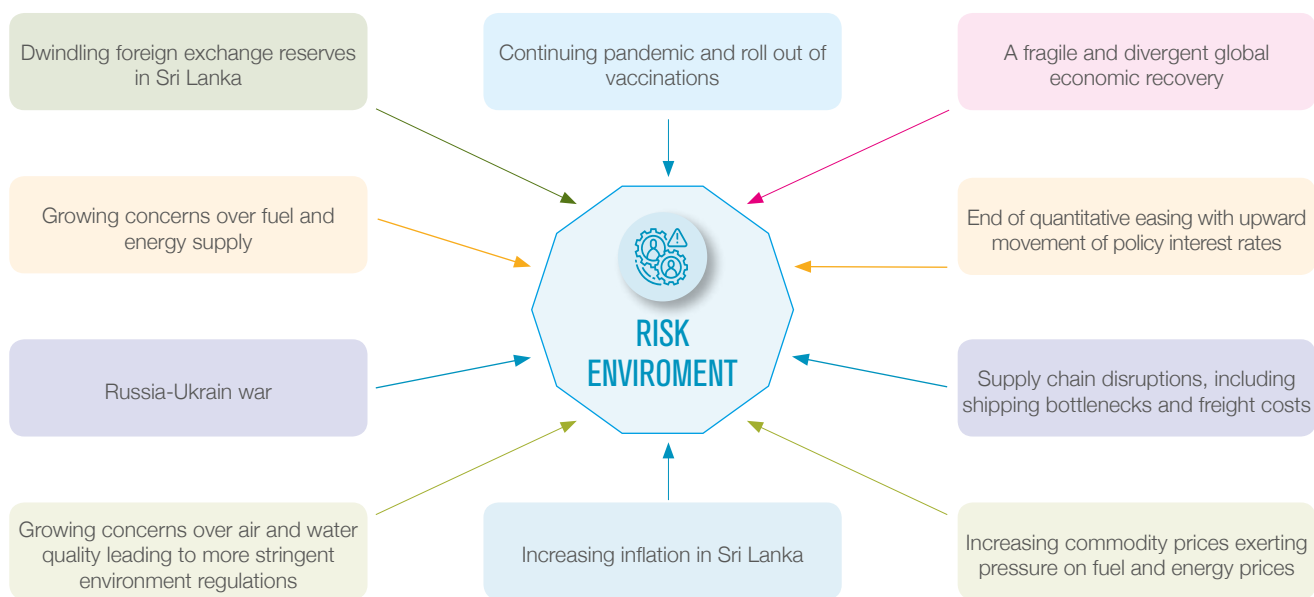 Dwindling foreign exchange reserves
in Sri Lanka
Continuing pandemic and roll out of
vaccinations
A fragile and divergent global
economic recovery
Growing concerns over fuel and
energy supply
End of quantitative easing with upward
movement of policy interest rates
RISK
ENVIROMENT
Russia-Ukrain war
Supply chain disruptions, including
shipping bottlenecks and freight costs
Growing concerns over air and water
quality leading to more stringent
environment regulations
Increasing inflation in Sri Lanka
Increasing commodity prices exerting
pressure on fuel and energy prices